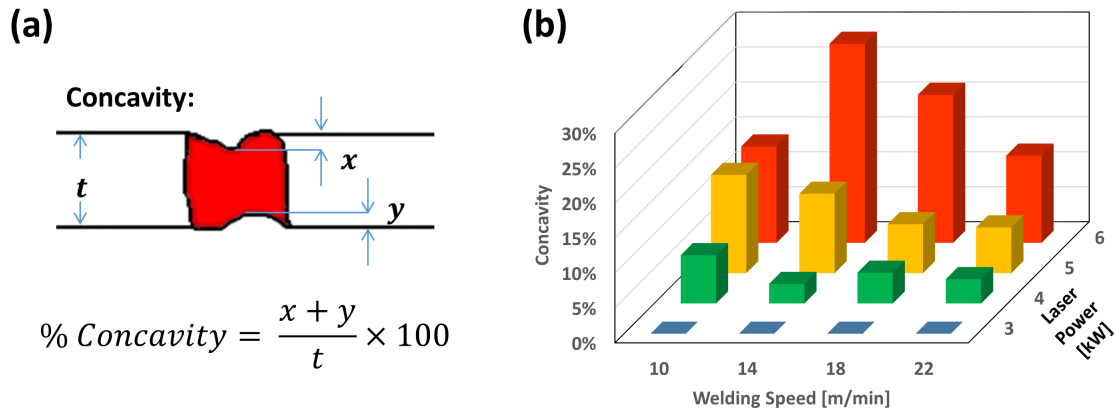 (a)
Concavity:
t
x
y
% Concavity = (x + y) / t × 100
(b)
Concavity
30%
25%
20%
15%
10%
5%
0%
10
14
18
22
Welding Speed [m/min]
3
4
5
6
Laser
Power
[kW]